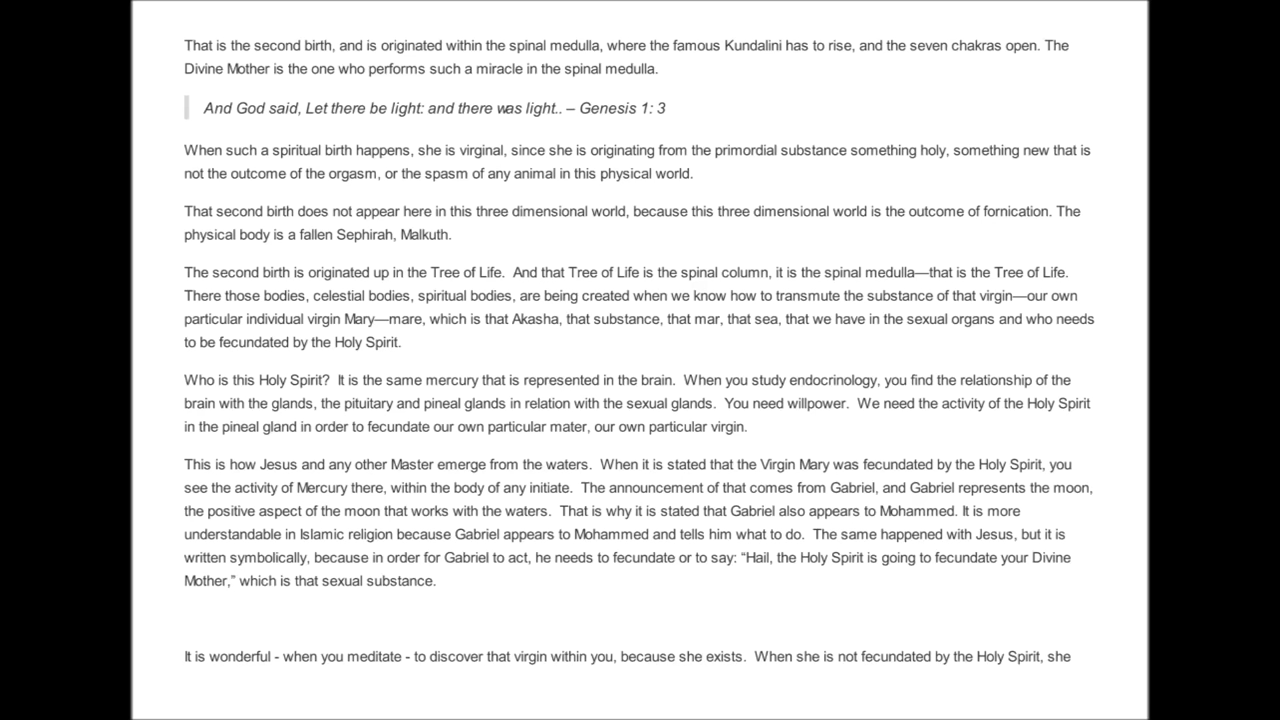 That is the second birth, and is originated within the spinal medulla, where the famous Kundalini has to rise, and the seven chakras open. The
Divine Mother is the one who performs such a miracle in the spinal medulla.
And God said, Let there be light: and there was light.. – Genesis 1: 3
When such a spiritual birth happens, she is virginal, since she is originating from the primordial substance something holy, something new that is
not the outcome of the orgasm, or the spasm of any animal in this physical world.
That second birth does not appear here in this three dimensional world, because this three dimensional world is the outcome of fornication. The
physical body is a fallen Sephirah, Malkuth.
The second birth is originated up in the Tree of Life.  And that Tree of Life is the spinal column, it is the spinal medulla—that is the Tree of Life.
There those bodies, celestial bodies, spiritual bodies, are being created when we know how to transmute the substance of that virgin—our own
particular individual virgin Mary—mare, which is that Akasha, that substance, that mar, that sea, that we have in the sexual organs and who needs
to be fecundated by the Holy Spirit.
Who is this Holy Spirit?  It is the same mercury that is represented in the brain.  When you study endocrinology, you find the relationship of the
brain with the glands, the pituitary and pineal glands in relation with the sexual glands.  You need willpower.  We need the activity of the Holy Spirit
in the pineal gland in order to fecundate our own particular mater, our own particular virgin.
This is how Jesus and any other Master emerge from the waters.  When it is stated that the Virgin Mary was fecundated by the Holy Spirit, you
see the activity of Mercury there, within the body of any initiate.  The announcement of that comes from Gabriel, and Gabriel represents the moon,
the positive aspect of the moon that works with the waters.  That is why it is stated that Gabriel also appears to Mohammed. It is more
understandable in Islamic religion because Gabriel appears to Mohammed and tells him what to do.  The same happened with Jesus, but it is
written symbolically, because in order for Gabriel to act, he needs to fecundate or to say: “Hail, the Holy Spirit is going to fecundate your Divine
Mother,” which is that sexual substance.
It is wonderful - when you meditate - to discover that virgin within you, because she exists.  When she is not fecundated by the Holy Spirit, she